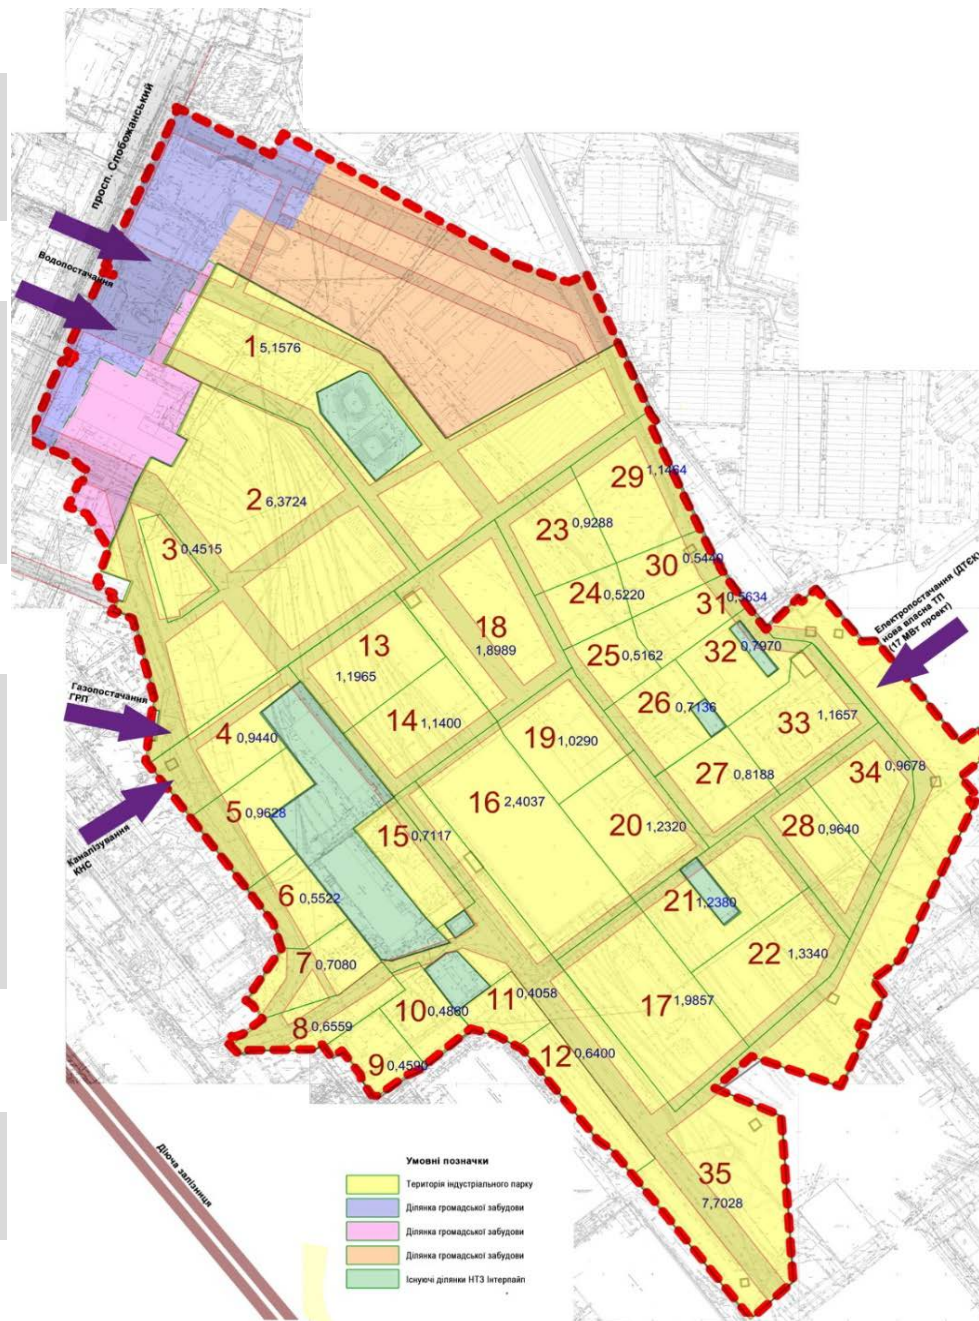 просп. Слобожанський
Водопостачання
1 5,1576
2 6,3724
3 0,4515
29 1,1464
23 0,9288
30 0,5440
24 0,5220
31 0,5634
25 0,5162
32 0,7970
26 0,7136
33 1,1657
27 0,8188
34 0,9678
28 0,9640
Електропостачання (ДТЕК)
нова власна ТП
(17 МВт проект)
13
1,1965
18
1,8989
14 1,1400
19 1,0290
16 2,4037
20 1,2320
15 0,7117
Газопостачання
ГРП
4 0,9440
5 0,9628
Каналізування
КНС
6 0,5522
7 0,7080
8 0,6559
9 0,4590
10 0,4880
11 0,4058
12 0,6400
21 1,2380
22 1,3340
17 1,9857
35
7,7028
Діюча залізниця
Умовні позначки
Територія індустріального парку
Ділянка громадської забудови
Ділянка громадської забудови
Ділянка громадської забудови
Існуючі ділянки НТЗ Інтерпайп